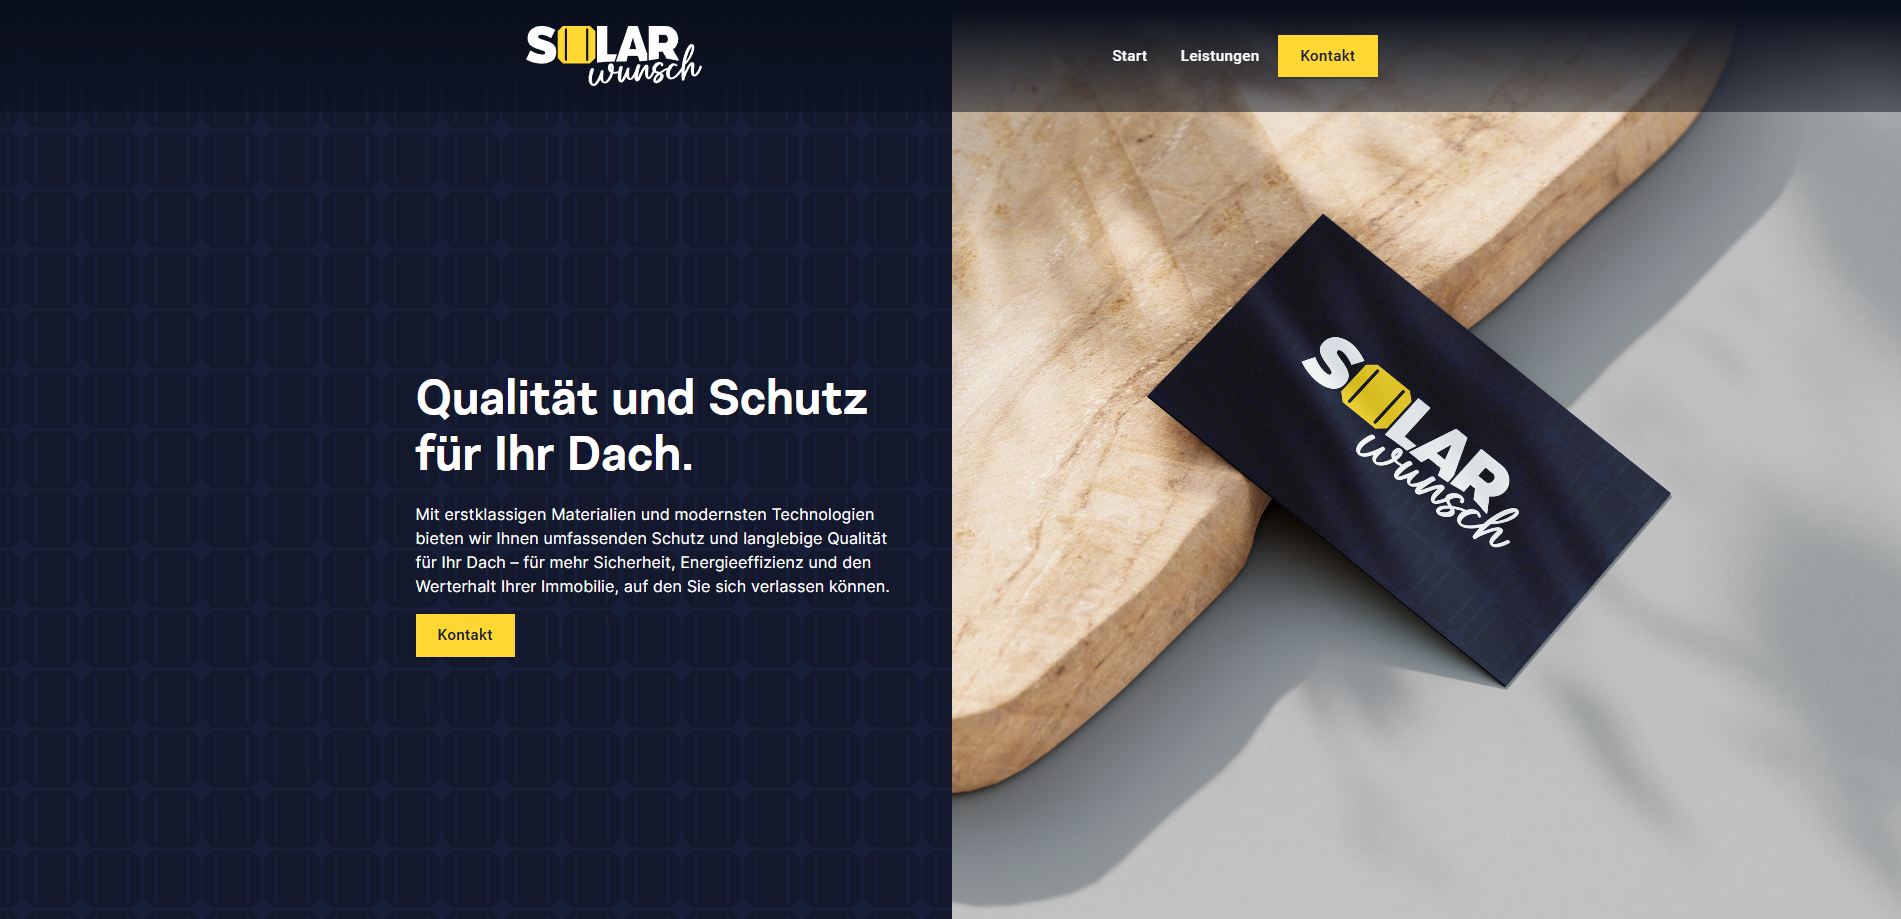 SOLAR
wunsch
Start
Leistungen
Kontakt
Qualität und Schutz
für Ihr Dach.
Mit erstklassigen Materialien und modernsten Technologien
bieten wir Ihnen umfassenden Schutz und langlebige Qualität
für Ihr Dach – für mehr Sicherheit, Energieeffizienz und den
Werterhalt Ihrer Immobilie, auf den Sie sich verlassen können.
Kontakt
SOLAR
wunsch